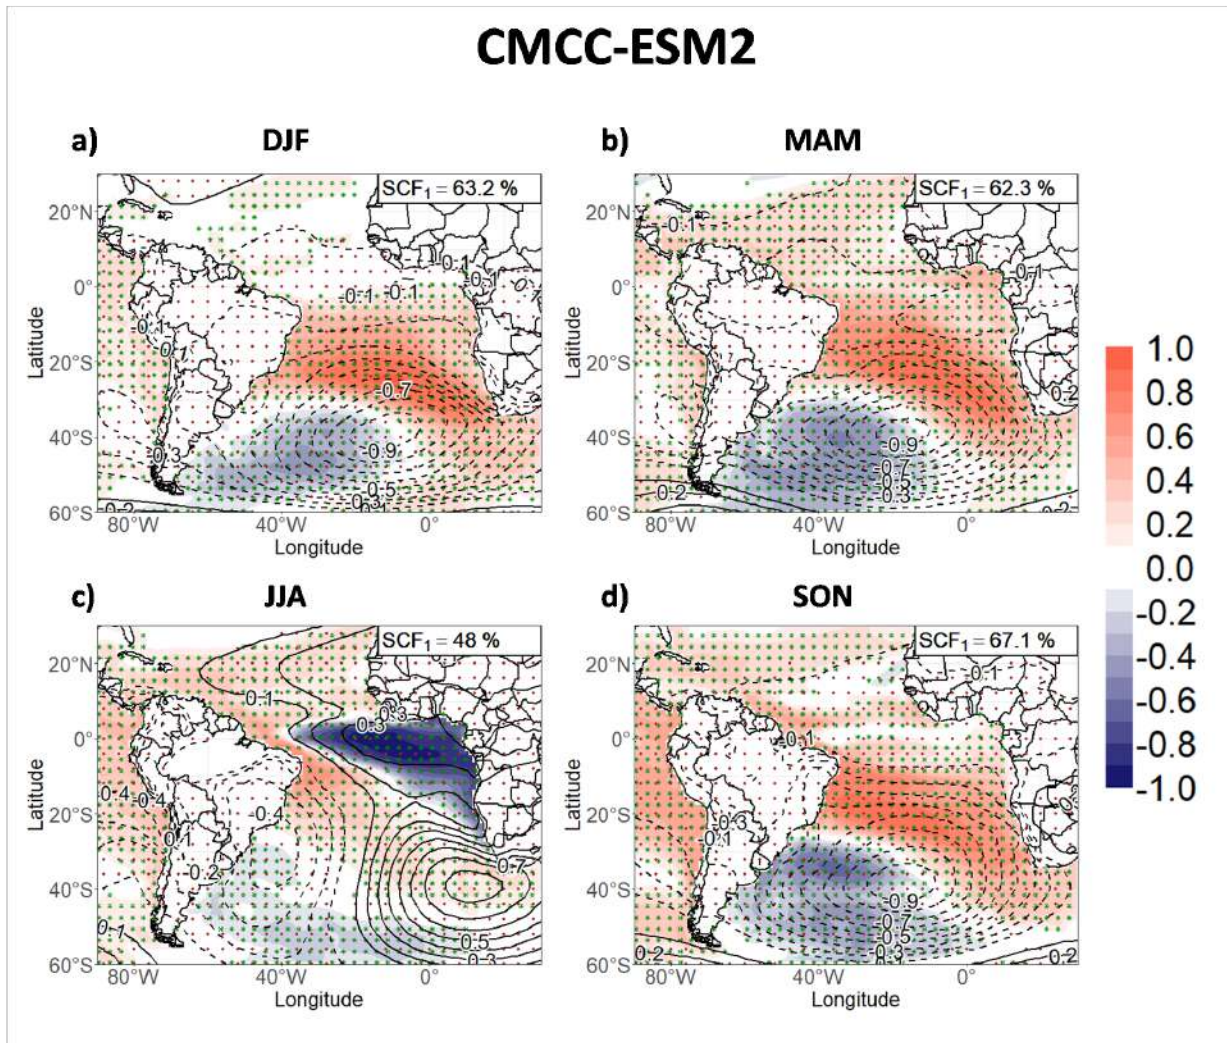 CMCC-ESM2
a) DJF
b) MAM
SCF₁ = 63.2 %
SCF₁ = 62.3 %
20°N
0°
20°S
40°S
60°S
Latitude
80°W 40°W 0°
Longitude
-0.1
-0.1
-0.1
-0.1
-0.1
-0.7
-0.9
-0.5
0.3
20°N
0°
20°S
40°S
60°S
Latitude
80°W 40°W 0°
Longitude
-0.1
0.1
0.2
-0.9
-0.7
-0.5
0.3
0.2
0.2
1.0
0.8
0.6
0.4
0.2
0.0
-0.2
-0.4
-0.6
-0.8
-1.0
c) JJA
d) SON
SCF₁ = 48 %
SCF₁ = 67.1 %
20°N
0°
20°S
40°S
60°S
Latitude
80°W 40°W 0°
Longitude
0.1
0.3
0.3
-0.4
-0.4
0.1
0.2
0.7
0.5
0.3
0.1
20°N
0°
20°S
40°S
60°S
Latitude
80°W 40°W 0°
Longitude
-0.1
-0.1
-0.3
-0.1
-0.9
-0.7
-0.5
0.3
0.2
0.2